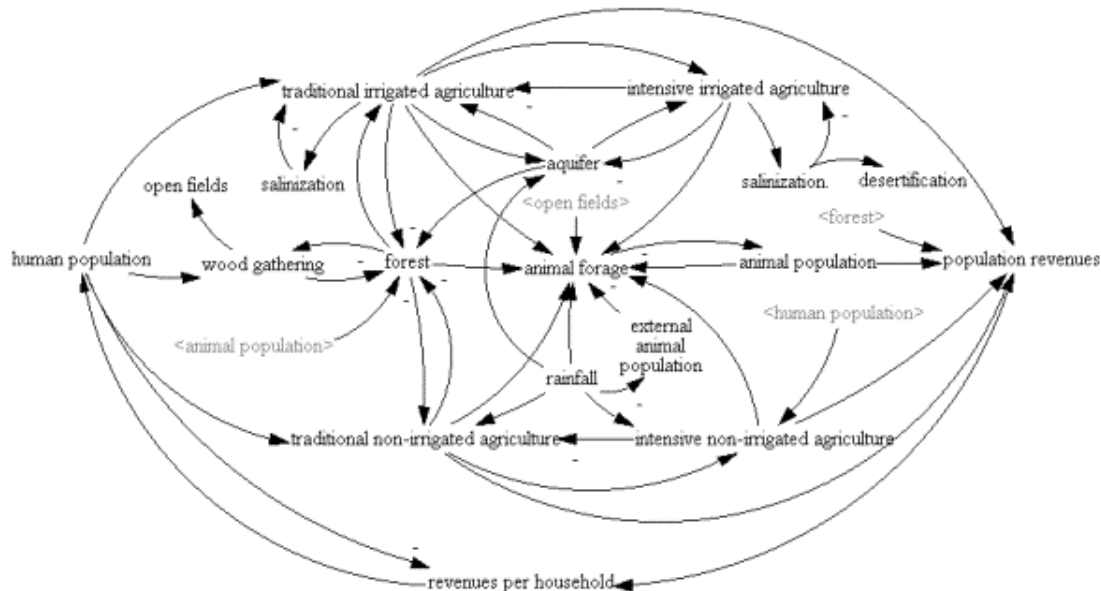 traditional irrigated agriculture
intensive irrigated agriculture
-
-
-
aquifer
open fields
salinization
-
salinization.
desertification
<open fields>
<forest>
-
human population
wood gathering
-
forest
animal forage
-
animal population
population revenues
-
<animal population>
external
animal
population
<human population>
rainfall
-
-
traditional non-irrigated agriculture
intensive non-irrigated agriculture
-
-
revenues per household